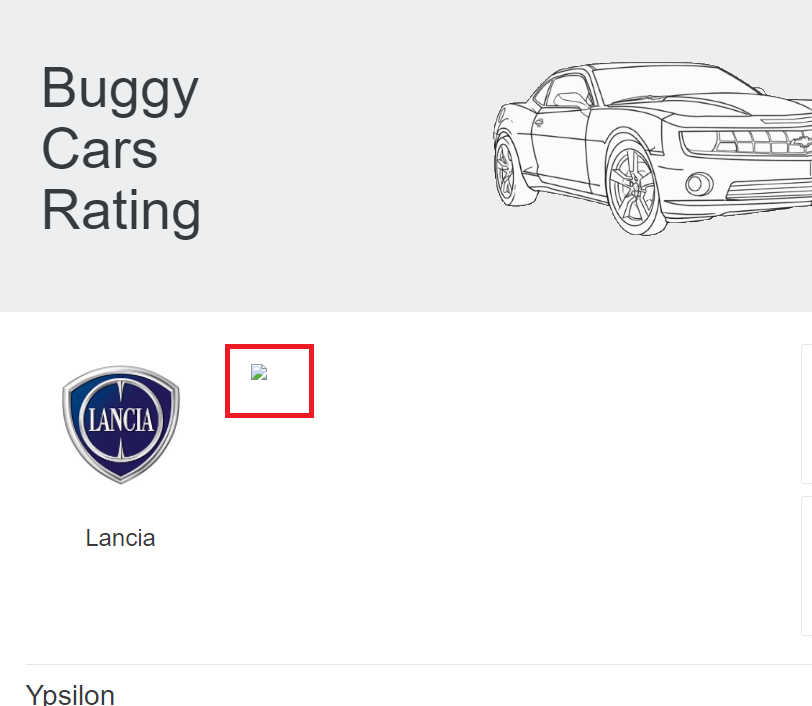 Buggy
Cars
Rating
LANCIA
Lancia
Ypsilon